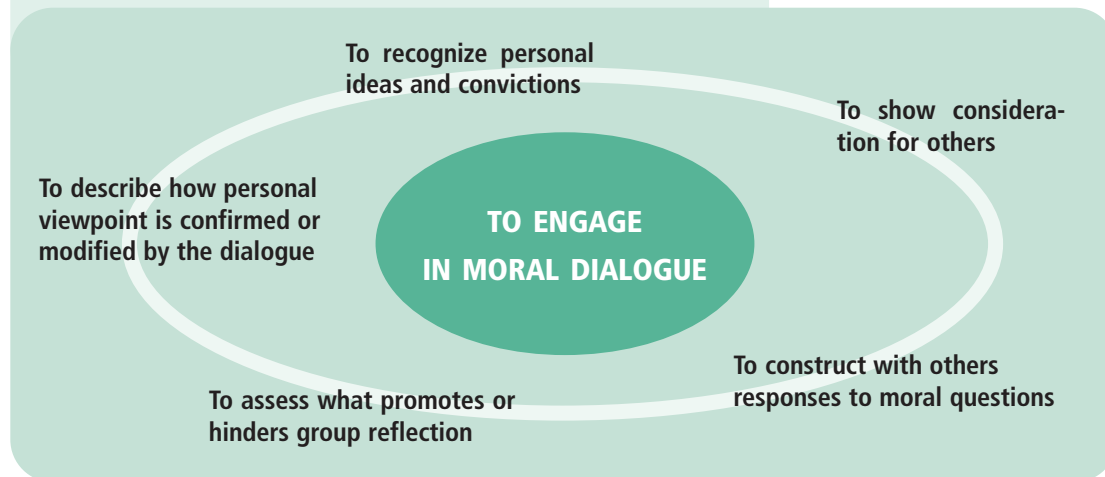 To recognize personal
ideas and convictions
To show considera-
tion for others
To describe how personal
viewpoint is confirmed or
modified by the dialogue
TO ENGAGE
IN MORAL DIALOGUE
To construct with others
responses to moral questions
To assess what promotes or
hinders group reflection